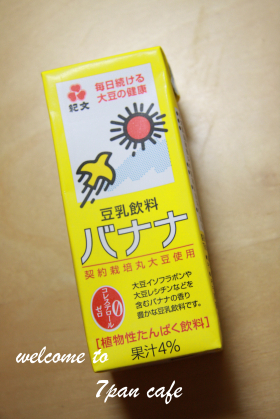 毎日続ける
大豆の健康
紀文
豆乳飲料
バナナ
契約栽培丸大豆使用
大豆イソフラボンや
大豆レシチンなどを
含むバナナの香り
豊かな豆乳飲料です。
コレステロール
0
ゼロ
[植物性たんぱく飲料]
果汁4%
welcome to
7pan cafe